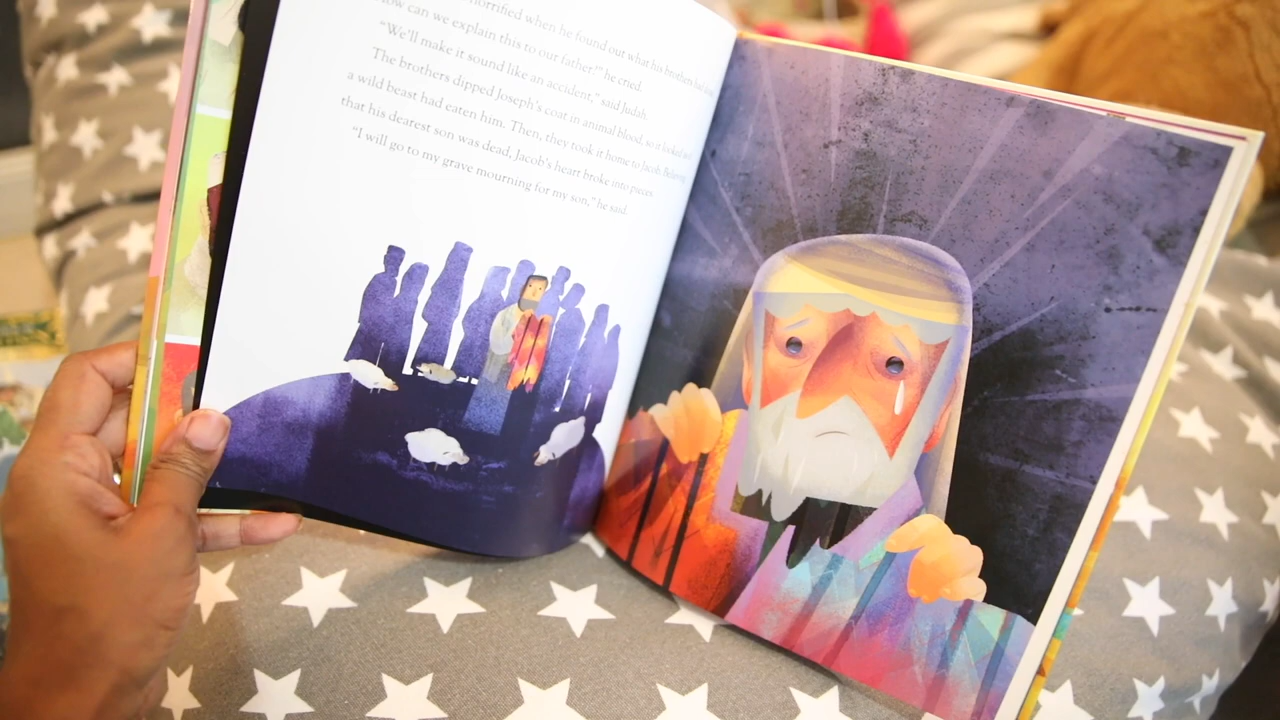 horrified when he found out what his brothers had
how can we explain this to our father?" he cried.
"We'll make it sound like an accident," said Judah.
The brothers dipped Joseph's coat in animal blood, so it looked
a wild beast had eaten him. Then, they took it home to Jacob. Believing
that his dearest son was dead, Jacob's heart broke into pieces.
"I will go to my grave mourning for my son," he said.